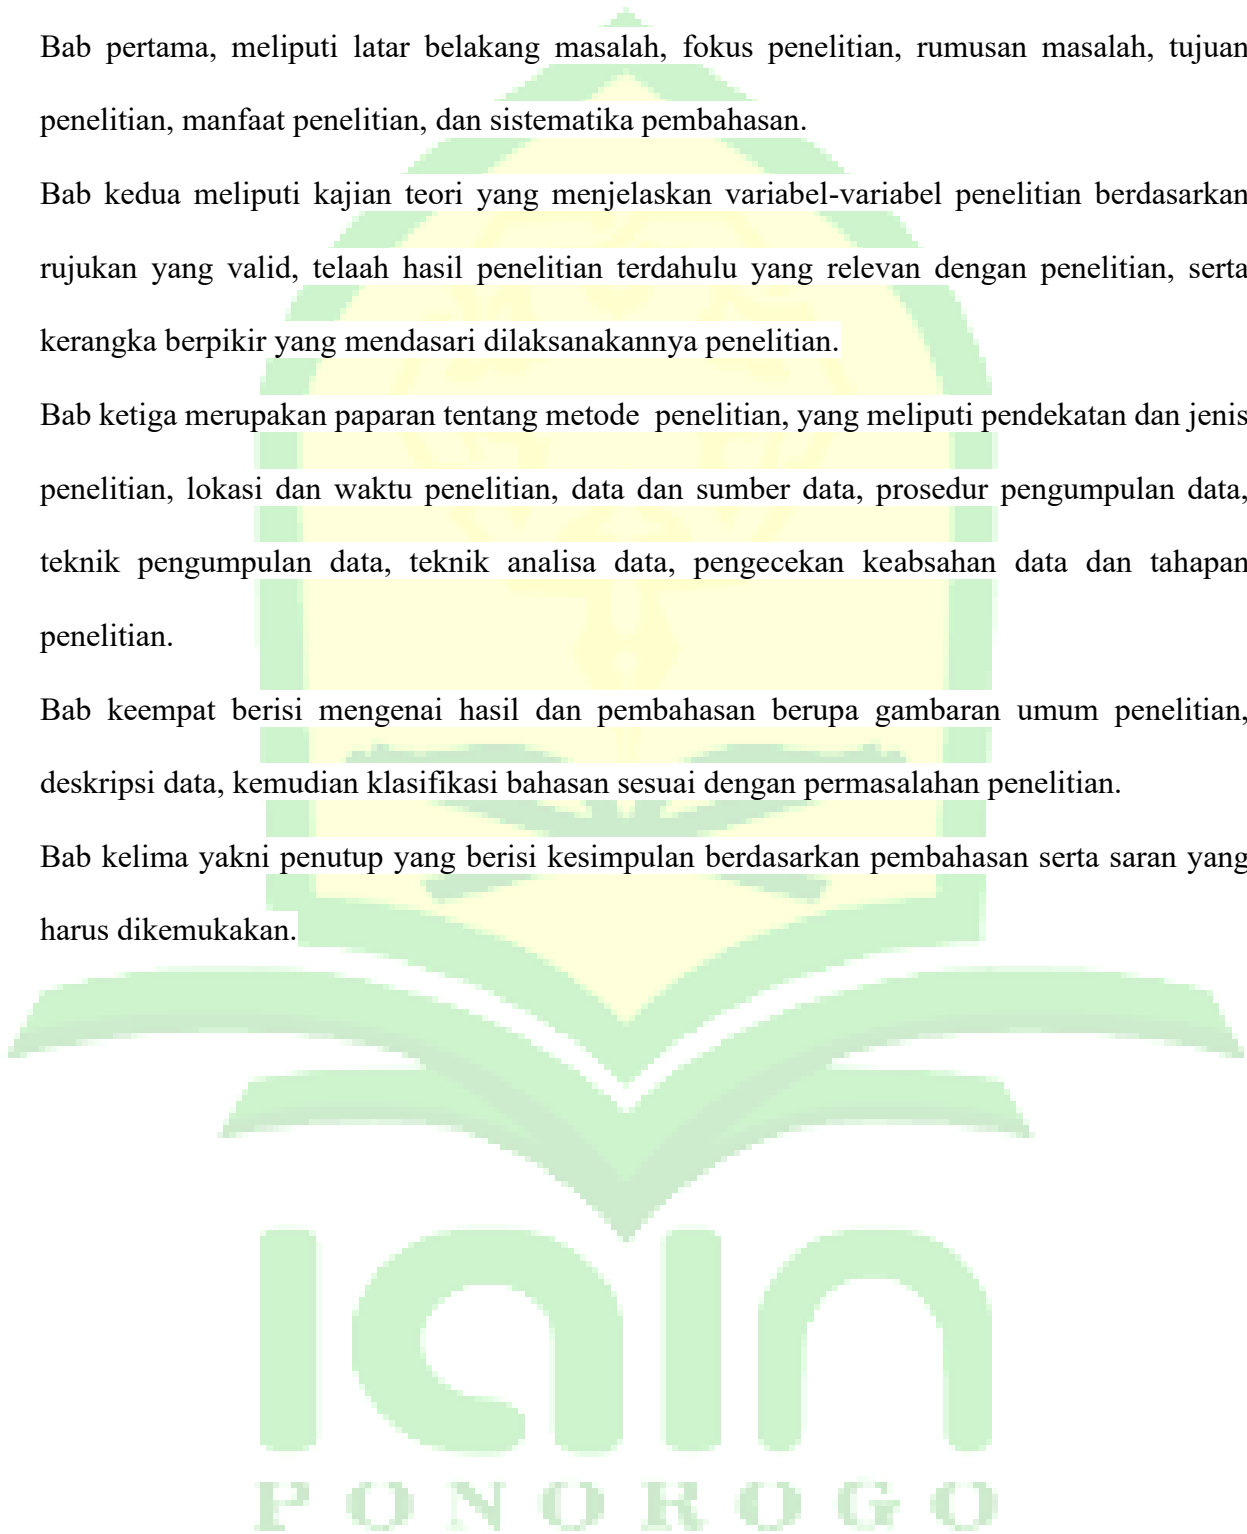 Bab pertama, meliputi latar belakang masalah, fokus penelitian, rumusan masalah, tujuan
penelitian, manfaat penelitian, dan sistematika pembahasan.
Bab kedua meliputi kajian teori yang menjelaskan variabel-variabel penelitian berdasarkan
rujukan yang valid, telaah hasil penelitian terdahulu yang relevan dengan penelitian, serta
kerangka berpikir yang mendasari dilaksanakannya penelitian.
Bab ketiga merupakan paparan tentang metode  penelitian, yang meliputi pendekatan dan jenis
penelitian, lokasi dan waktu penelitian, data dan sumber data, prosedur pengumpulan data,
teknik pengumpulan data, teknik analisa data, pengecekan keabsahan data dan tahapan
penelitian.
Bab keempat berisi mengenai hasil dan pembahasan berupa gambaran umum penelitian,
deskripsi data, kemudian klasifikasi bahasan sesuai dengan permasalahan penelitian.
Bab kelima yakni penutup yang berisi kesimpulan berdasarkan pembahasan serta saran yang
harus dikemukakan.
iain
PONOROGO